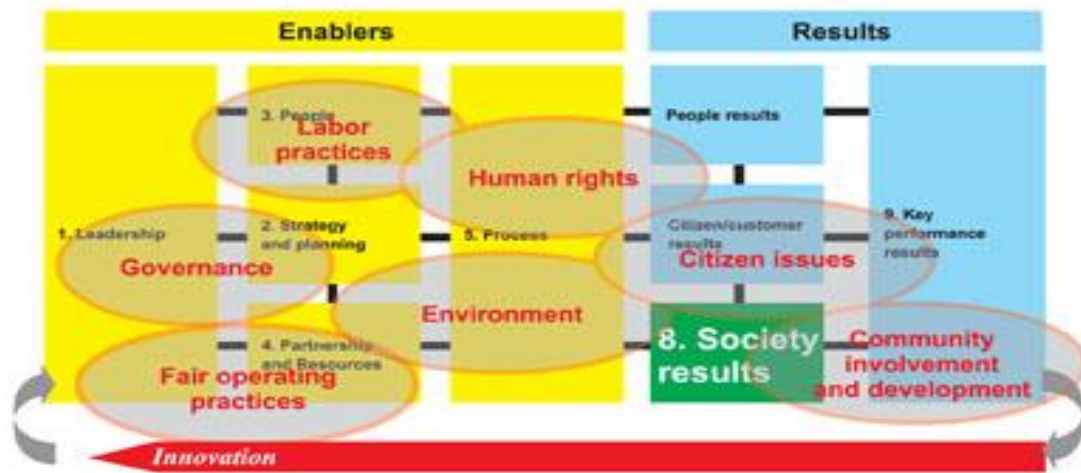 Enablers
Results
3. People
Labor
practices
People results
Human rights
1. Leadership
2. Strategy
and planning
5. Process
Citizen/customer
results
9. Key
performance
results
Governance
Citizen issues
Environment
4. Partnership
and Resources
Fair operating
practices
8. Society
results
Community
involvement
and development
Innovation